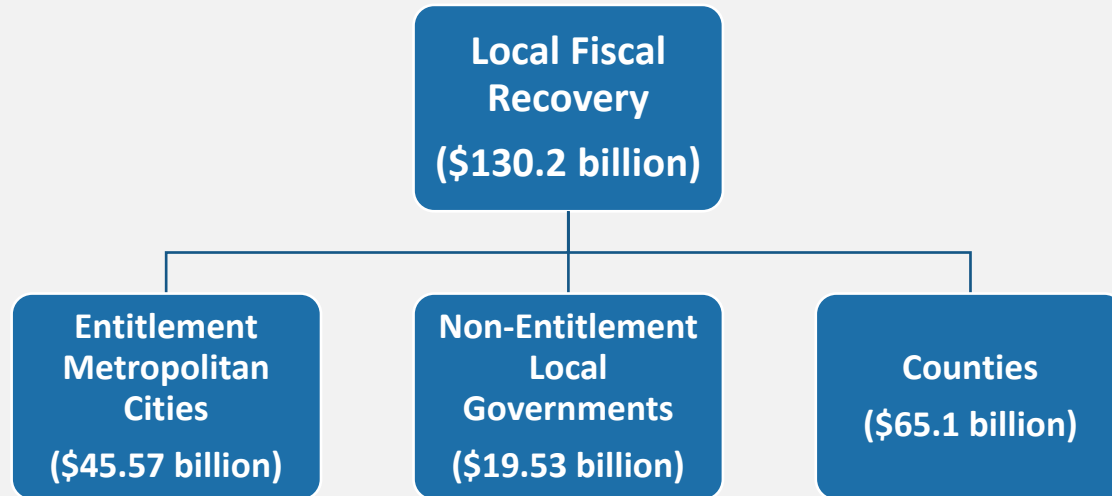 Local Fiscal
Recovery
($130.2 billion)
Entitlement
Metropolitan
Cities
($45.57 billion)
Non-Entitlement
Local
Governments
($19.53 billion)
Counties
($65.1 billion)